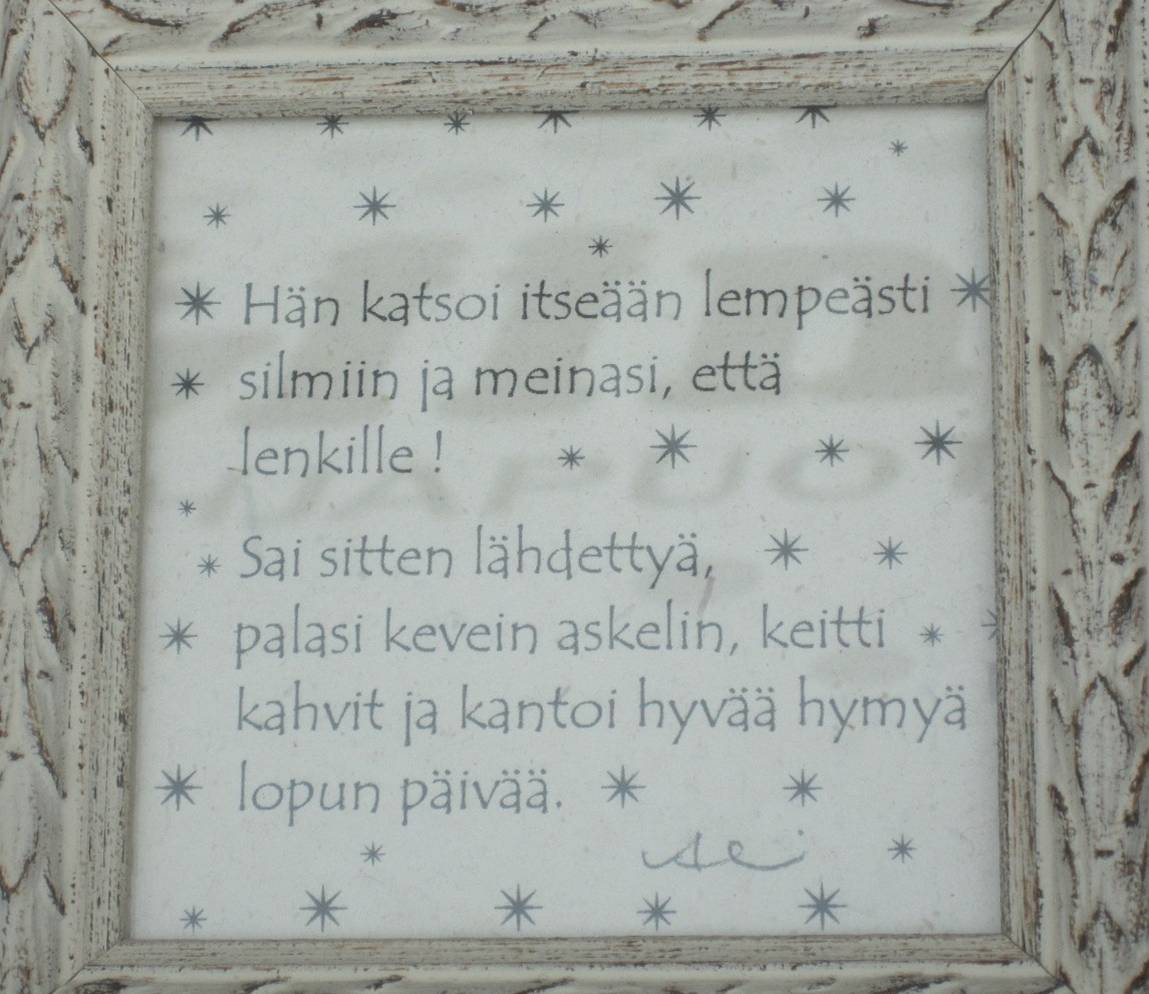 Hän katsoi itseään lempeästi
silmiin ja meinasi, että
lenkille !
Sai sitten lähdettyä,
palasi kevein askelin, keitti
kahvit ja kantoi hyvää hymyä
lopun päivää.